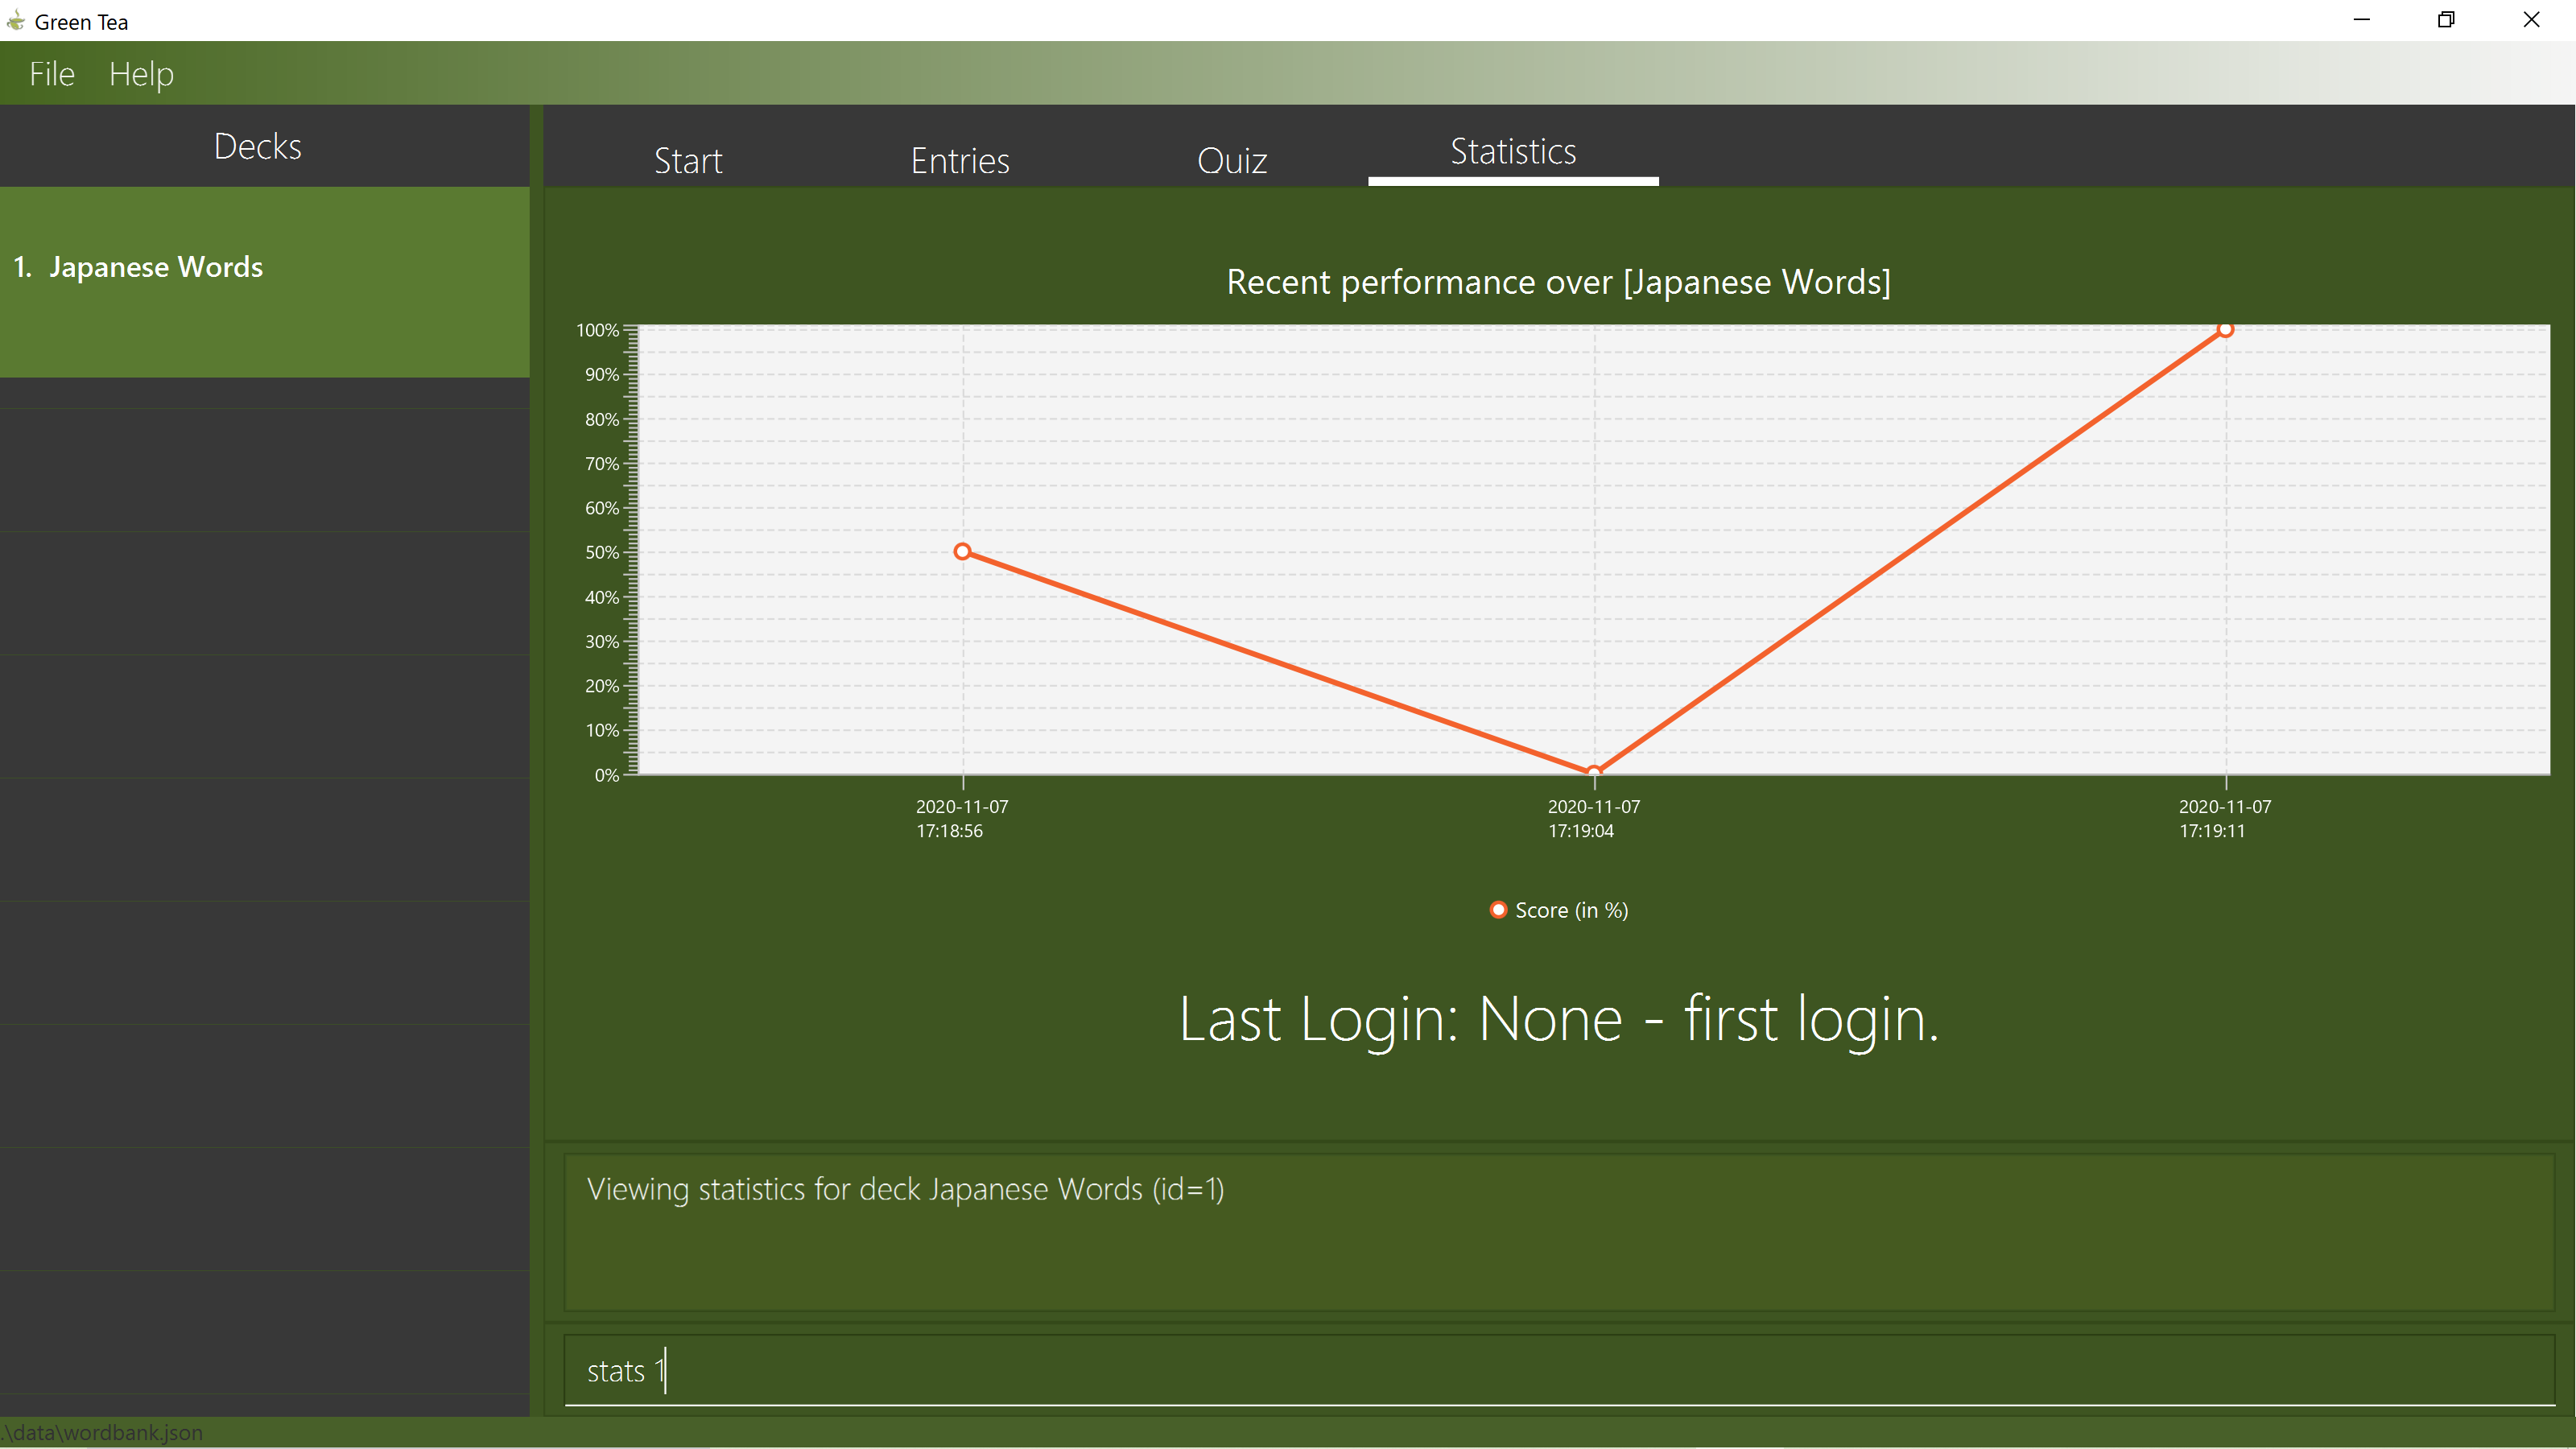 Green Tea
File Help
Decks
1. Japanese Words
Start Entries Quiz Statistics
Recent performance over [Japanese Words]
100%
90%
80%
70%
60%
50%
40%
30%
20%
10%
0%
2020-11-07 2020-11-07 2020-11-07
17:18:56 17:19:04 17:19:11
Score (in %)
Last Login: None - first login.
Viewing statistics for deck Japanese Words (id=1)
stats 1
.\data\wordbank.json